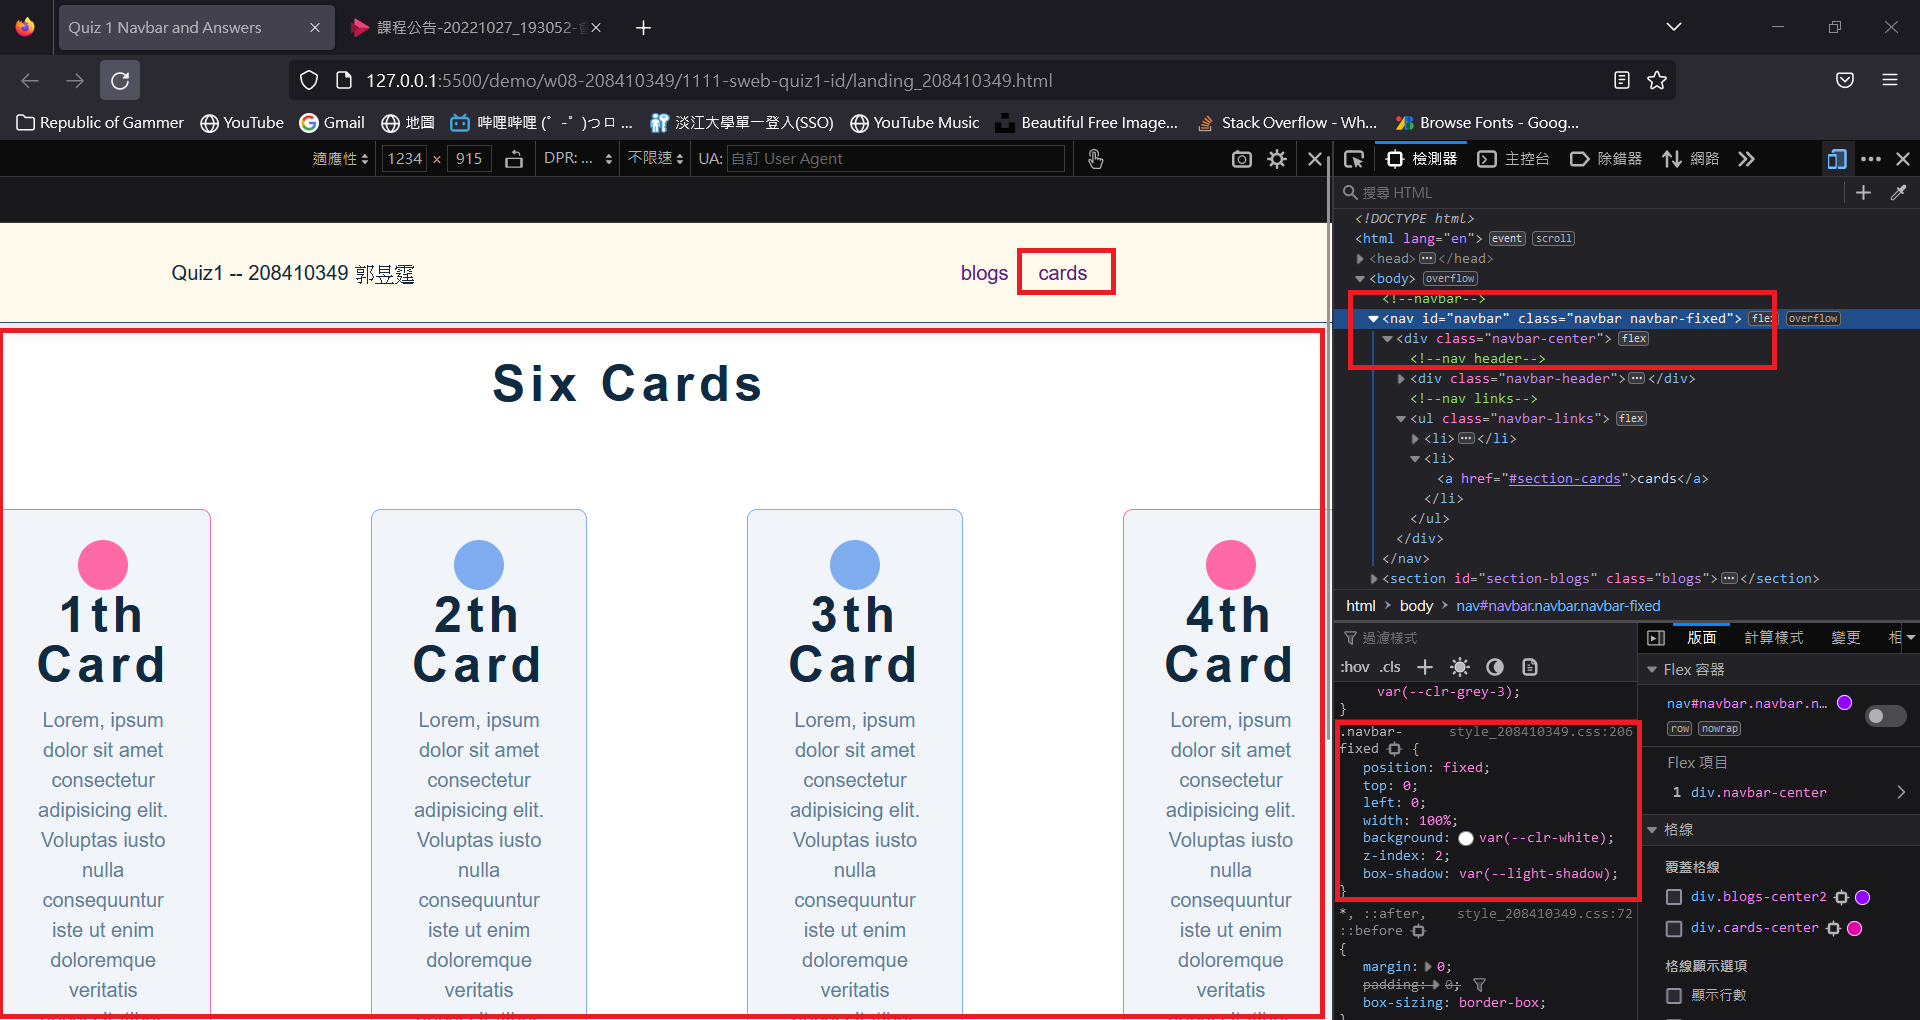 Quiz 1 Navbar and Answers
課程公告-20221027_193052-
127.0.0.1:5500/demo/w08-208410349/1111-sweb-quiz1-id/landing_208410349.html
Republic of Gammer YouTube Gmail 地圖 哔哩哔哩 (゜-゜)つロ ... 淡江大學單一登入(SSO) YouTube Music Beautiful Free Image... Stack Overflow - Wh... Browse Fonts - Goog...
適應性 1234 × 915 DPR: ... 不限速 UA: 自訂 User Agent
檢測器 主控台 除錯器 網路
搜尋 HTML
Quiz1 -- 208410349 郭昱霆
blogs cards
Six Cards
1th Card
Lorem, ipsum
dolor sit amet
consectetur
adipisicing elit.
Voluptas iusto
nulla
consequuntur
iste ut enim
doloremque
veritatis
2th Card
Lorem, ipsum
dolor sit amet
consectetur
adipisicing elit.
Voluptas iusto
nulla
consequuntur
iste ut enim
doloremque
veritatis
3th Card
Lorem, ipsum
dolor sit amet
consectetur
adipisicing elit.
Voluptas iusto
nulla
consequuntur
iste ut enim
doloremque
veritatis
4th Card
Lorem, ipsum
dolor sit amet
consectetur
adipisicing elit.
Voluptas iusto
nulla
consequuntur
iste ut enim
doloremque
veritatis
<!DOCTYPE html>
<html lang="en"> event scroll
<head> ... </head>
<body> overflow
<!--navbar-->
<nav id="navbar" class="navbar navbar-fixed"> flex overflow
<div class="navbar-center"> flex
<!--nav header-->
<div class="navbar-header"> ... </div>
<!--nav links-->
<ul class="navbar-links"> flex
<li> ... </li>
<li>
<a href="#section-cards">cards</a>
</li>
</ul>
</div>
</nav>
<section id="section-blogs" class="blogs"> ... </section>
html > body > nav#navbar.navbar.navbar-fixed
過濾樣式
:hov .cls +
var(--clr-grey-3);
}
.navbar- style_208410349.css:206
fixed {
position: fixed;
top: 0;
left: 0;
width: 100%;
background: var(--clr-white);
z-index: 2;
box-shadow: var(--light-shadow);
}
*, ::after, style_208410349.css:72
::before
{
margin: 0;
padding: 0;
box-sizing: border-box;
}
版面 計算樣式 變更 相
Flex 容器
nav#navbar.navbar.n...
row nowrap
Flex 項目
1 div.navbar-center
格線
覆蓋格線
div.blogs-center2
div.cards-center
格線顯示選項
顯示行數